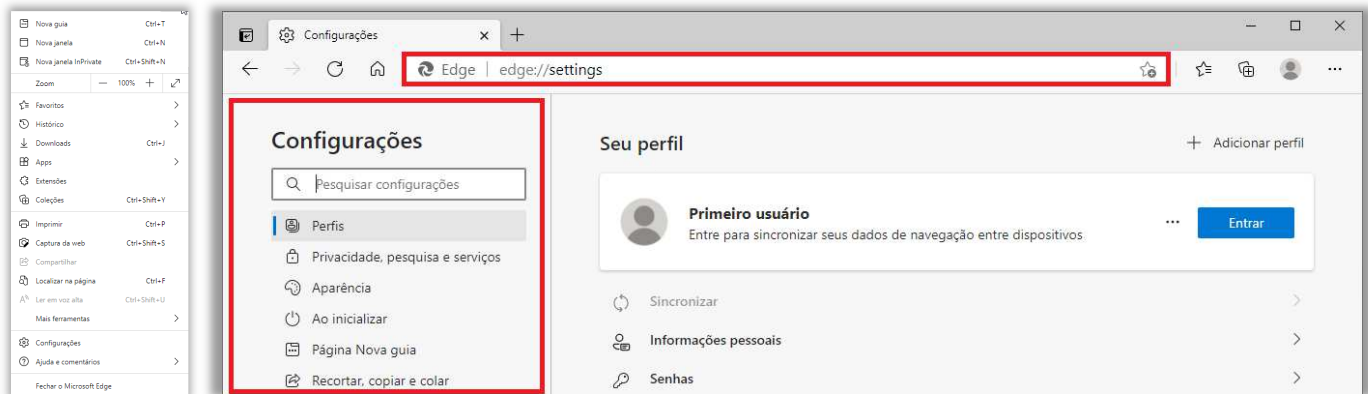 Nova guia Ctrl+T
Nova janela Ctrl+N
Nova janela InPrivate Ctrl+Shift+N
Zoom — 100% +
Favoritos
Histórico
Downloads Ctrl+J
Apps
Extensões
Coleções Ctrl+Shift+Y
Imprimir Ctrl+P
Captura da web Ctrl+Shift+S
Compartilhar
Localizar na página Ctrl+F
Ler em voz alta Ctrl+Shift+U
Mais ferramentas
Configurações
Ajuda e comentários
Fechar o Microsoft Edge
Configurações
Edge | edge://settings
Configurações
Pesquisar configurações
Perfis
Privacidade, pesquisa e serviços
Aparência
Ao inicializar
Página Nova guia
Recortar, copiar e colar
Seu perfil
Adicionar perfil
Primeiro usuário
Entre para sincronizar seus dados de navegação entre dispositivos
Entrar
Sincronizar
Informações pessoais
Senhas